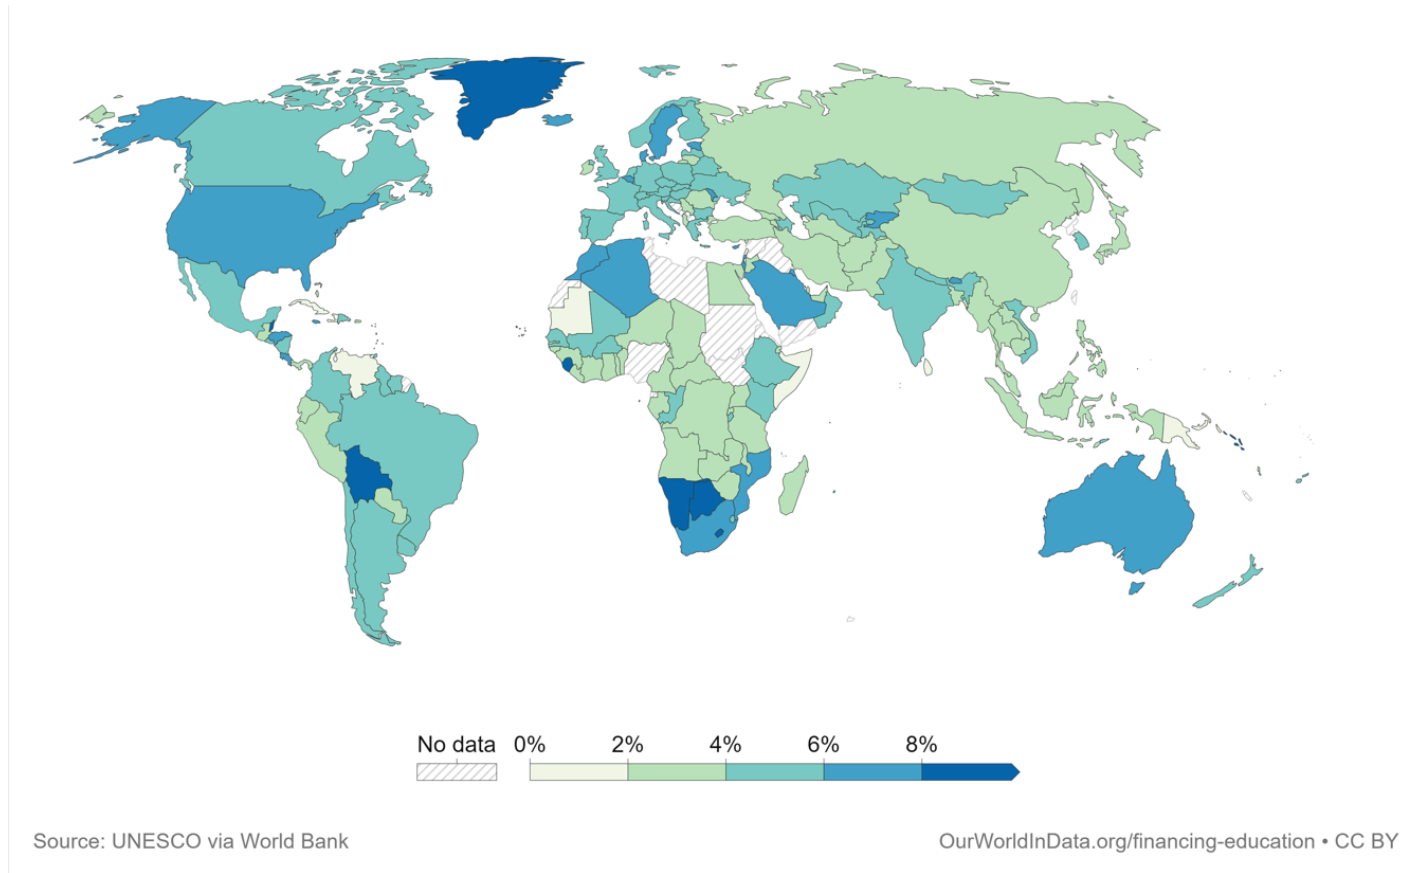 No data 0% 2% 4% 6% 8%
Source: UNESCO via World Bank
OurWorldInData.org/financing-education • CC BY